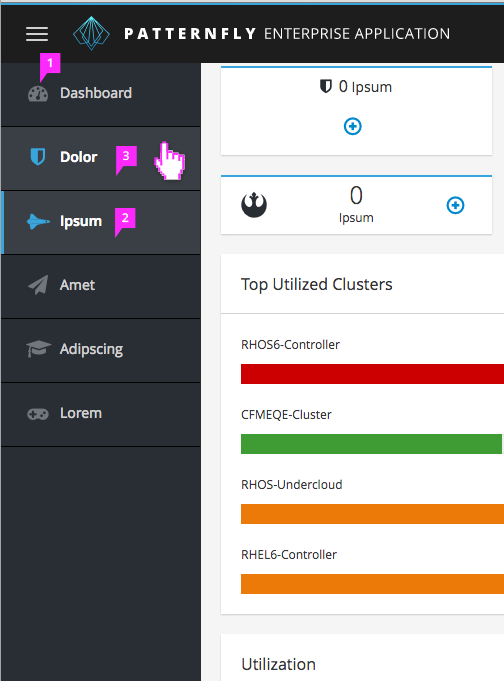 PATTERNFLY ENTERPRISE APPLICATION
1
Dashboard
Dolor
3
Ipsum
2
Amet
Adipscing
Lorem
0 Ipsum
0
Ipsum
Top Utilized Clusters
RHOS6-Controller
CFMEQE-Cluster
RHOS-Undercloud
RHEL6-Controller
Utilization